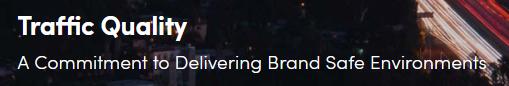 Traffic Quality
A Commitment to Delivering Brand Safe Environments